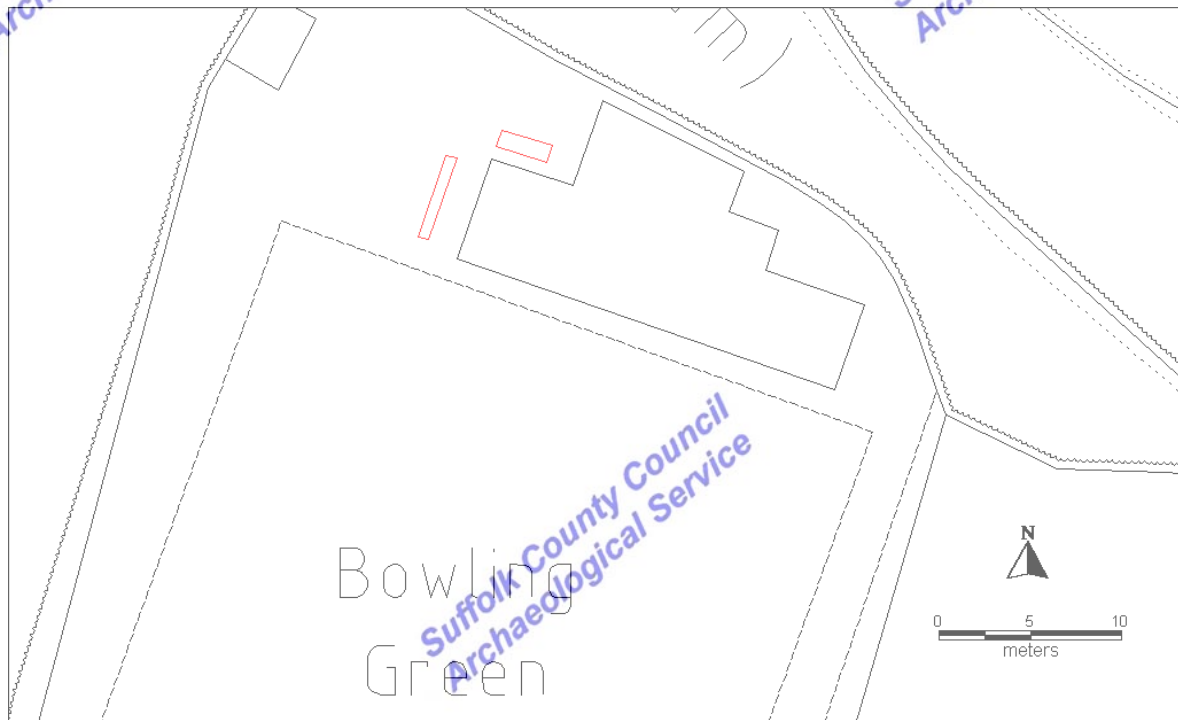 Bowling
Green
Suffolk County Council
Archaeological Service
N
0 5 10
meters